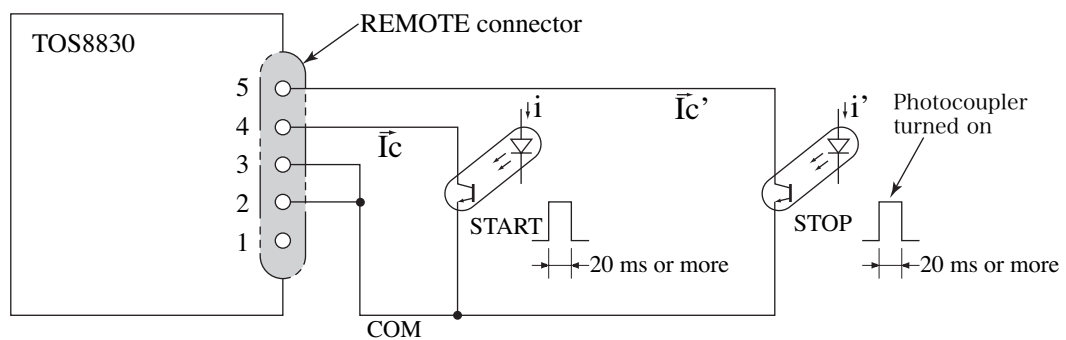 REMOTE connector
TOS8830
5
4
3
2
1
Ic
Ic’
i
i’
Photocoupler
turned on
START
STOP
20 ms or more
20 ms or more
COM